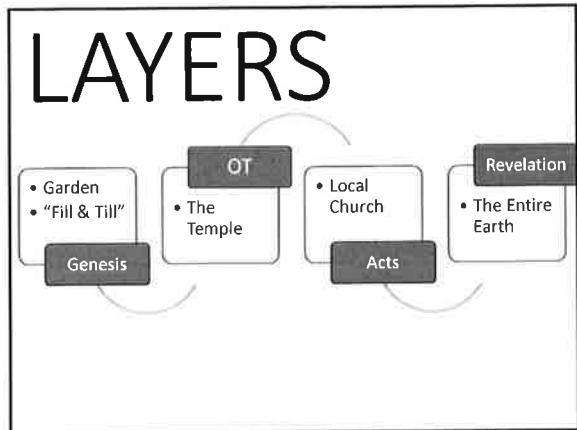 LAYERS
• Garden
• "Fill & Till"
Genesis
OT
• The
Temple
• Local
Church
Acts
Revelation
• The Entire
Earth